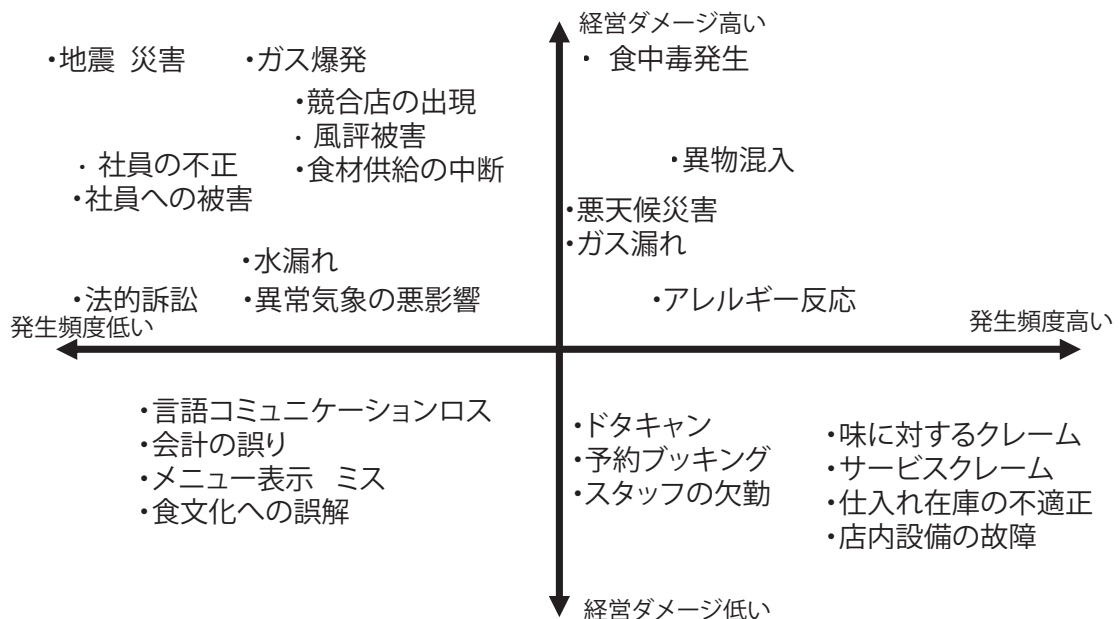 経営ダメージ高い
・地震 災害
・ガス爆発
・競合店の出現
・風評被害
・食材供給の中断
・社員の不正
・社員への被害
・水漏れ
・法的訴訟
・異常気象の悪影響
・食中毒発生
・異物混入
・悪天候災害
・ガス漏れ
・アレルギー反応
発生頻度低い
発生頻度高い
・言語コミュニケーションロス
・会計の誤り
・メニュー表示 ミス
・食文化への誤解
・ドタキャン
・予約ブッキング
・スタッフの欠勤
・味に対するクレーム
・サービスクレーム
・仕入れ在庫の不適正
・店内設備の故障
経営ダメージ低い